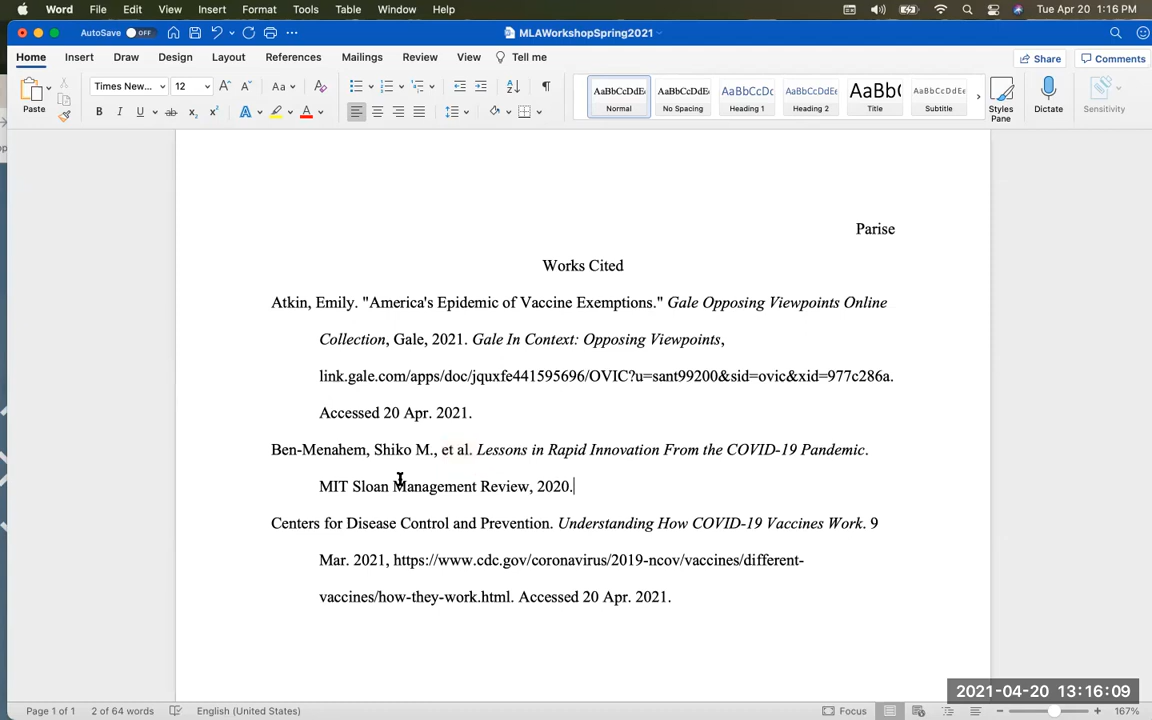 Word File Edit View Insert Format Tools Table Window Help Tue Apr 20 1:16 PM
AutoSave OFF MLAWorkshopSpring2021
Home Insert Draw Design Layout References Mailings Review View Tell me Share Comments
Paste Times New... 12 Aa AaBbCcDdEe AaBbCcDdEe AaBbCcDc AaBbCcDdEe AaBb( AaBbCcDdEe
Normal No Spacing Heading 1 Heading 2 Title Subtitle Styles Pane Dictate Sensitivity
Parise
Works Cited
Atkin, Emily. "America's Epidemic of Vaccine Exemptions." Gale Opposing Viewpoints Online
Collection, Gale, 2021. Gale In Context: Opposing Viewpoints,
link.gale.com/apps/doc/jquxfe441595696/OVIC?u=sant99200&sid=ovic&xid=977c286a.
Accessed 20 Apr. 2021.
Ben-Menahem, Shiko M., et al. Lessons in Rapid Innovation From the COVID-19 Pandemic.
MIT Sloan Management Review, 2020.
Centers for Disease Control and Prevention. Understanding How COVID-19 Vaccines Work. 9
Mar. 2021, https://www.cdc.gov/coronavirus/2019-ncov/vaccines/different-
vaccines/how-they-work.html. Accessed 20 Apr. 2021.
2021-04-20 13:16:09
Page 1 of 1 2 of 64 words English (United States) Focus 167%